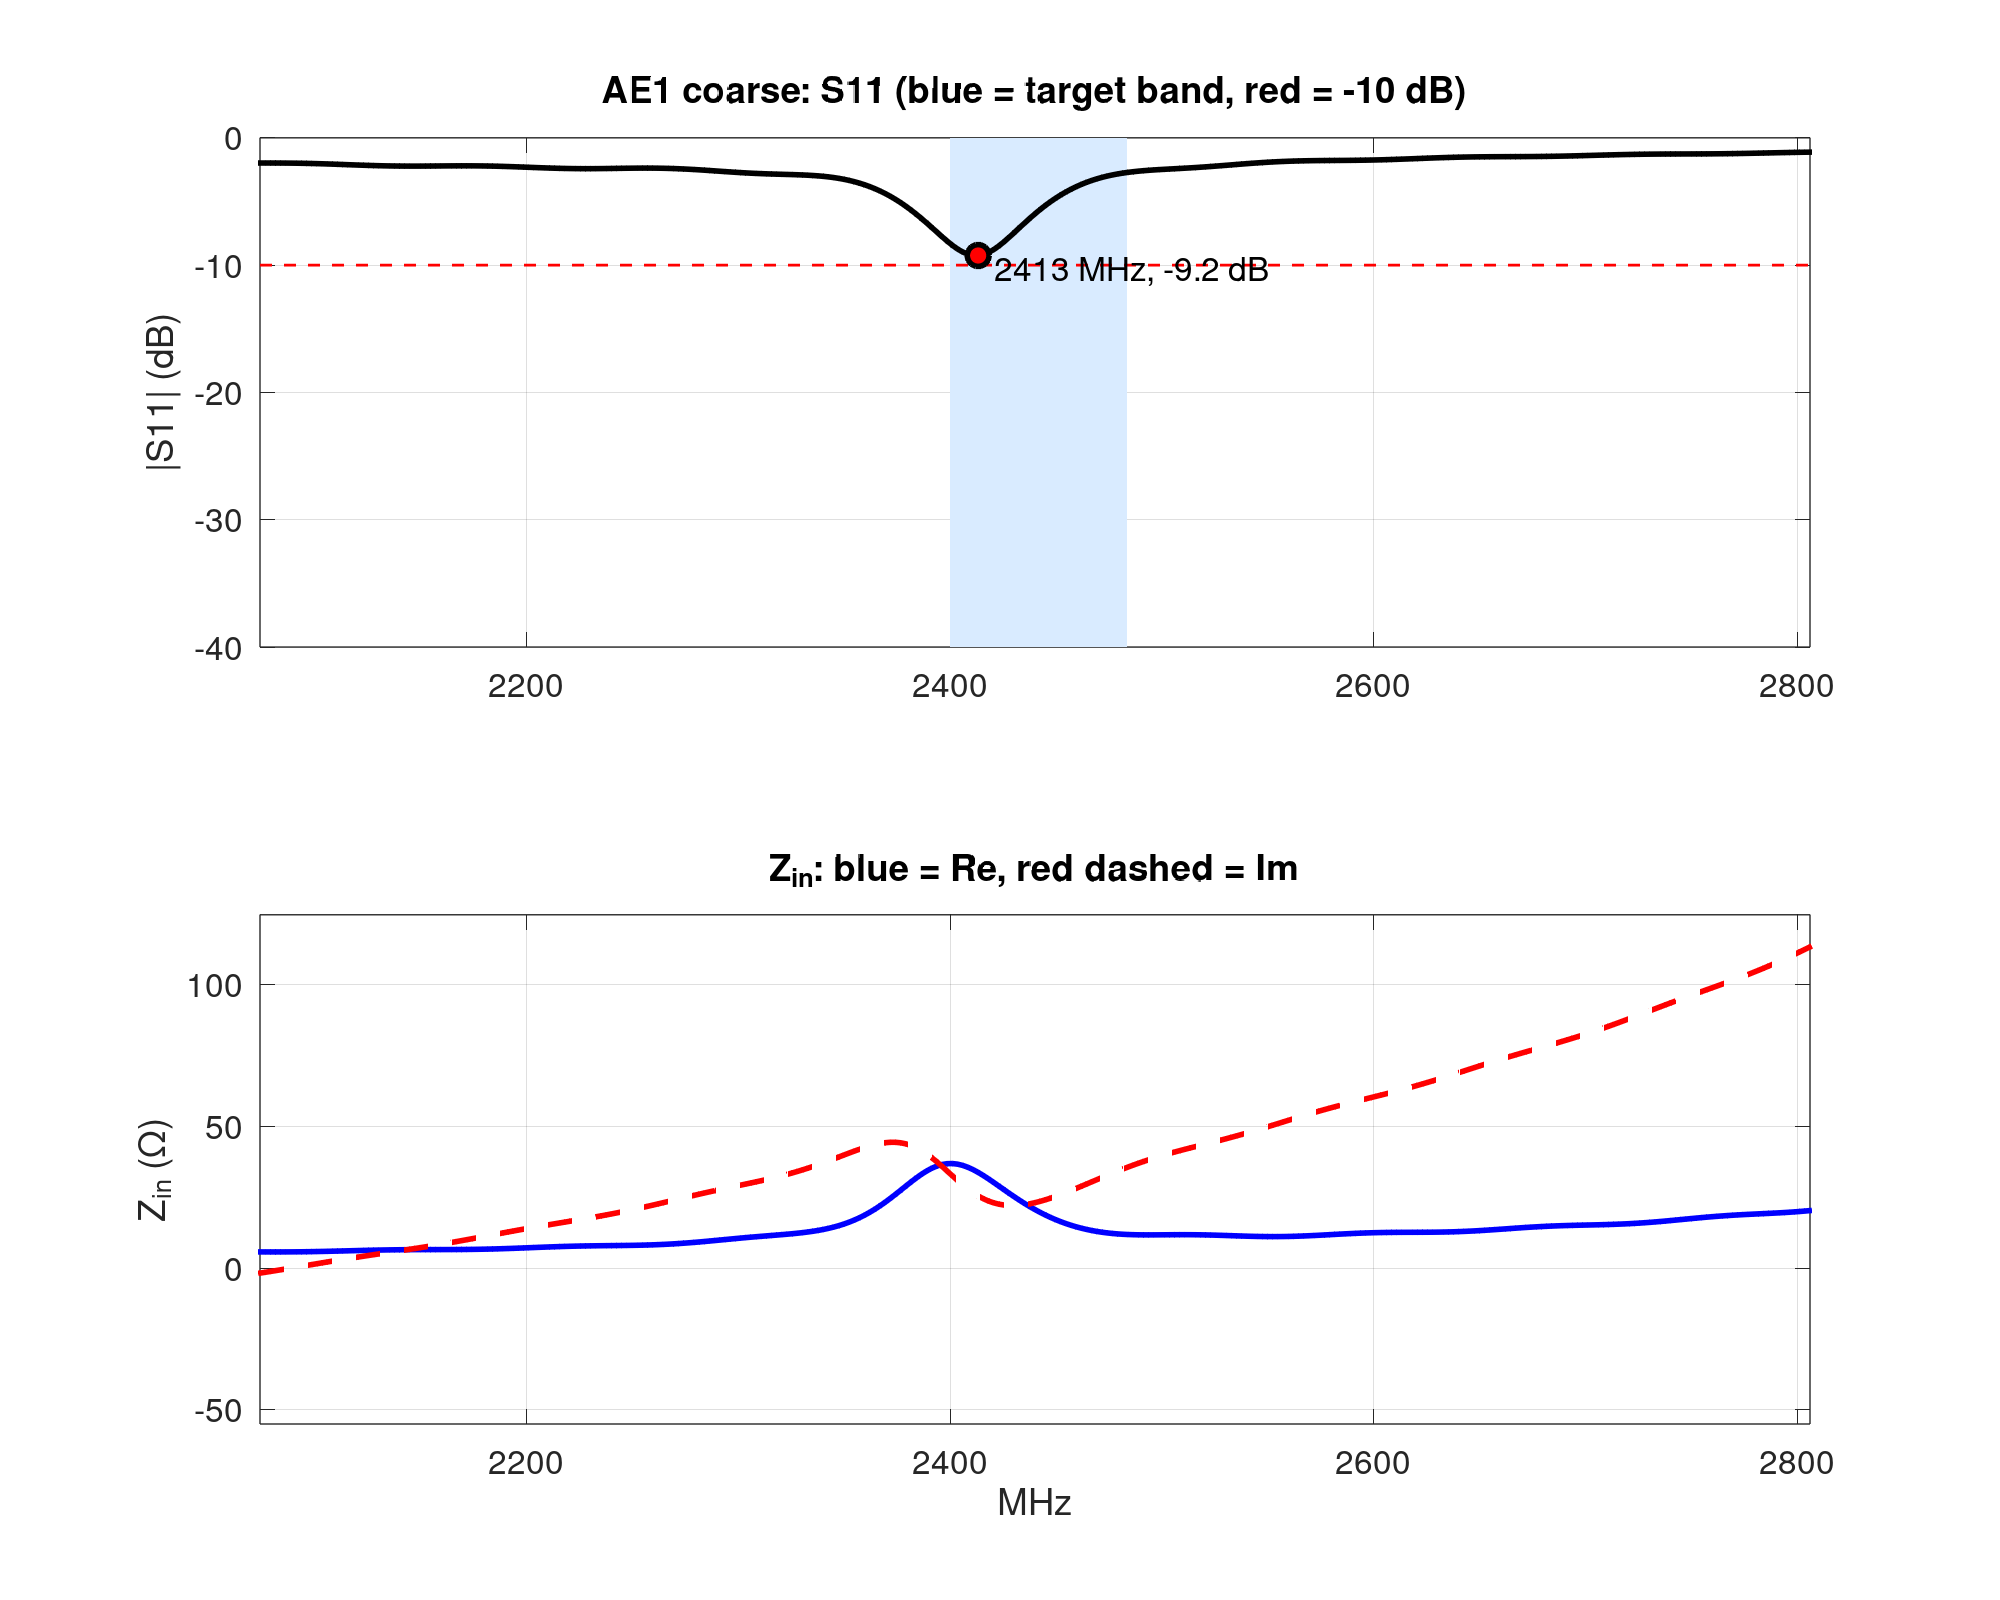 AE1 coarse: S11 (blue = target band, red = -10 dB)
0
-10
-20
-30
-40
|S11| (dB)
2413 MHz, -9.2 dB
2200 2400 2600 2800
Zin: blue = Re, red dashed = Im
100
50
0
-50
Zin (Ω)
2200 2400 2600 2800
MHz